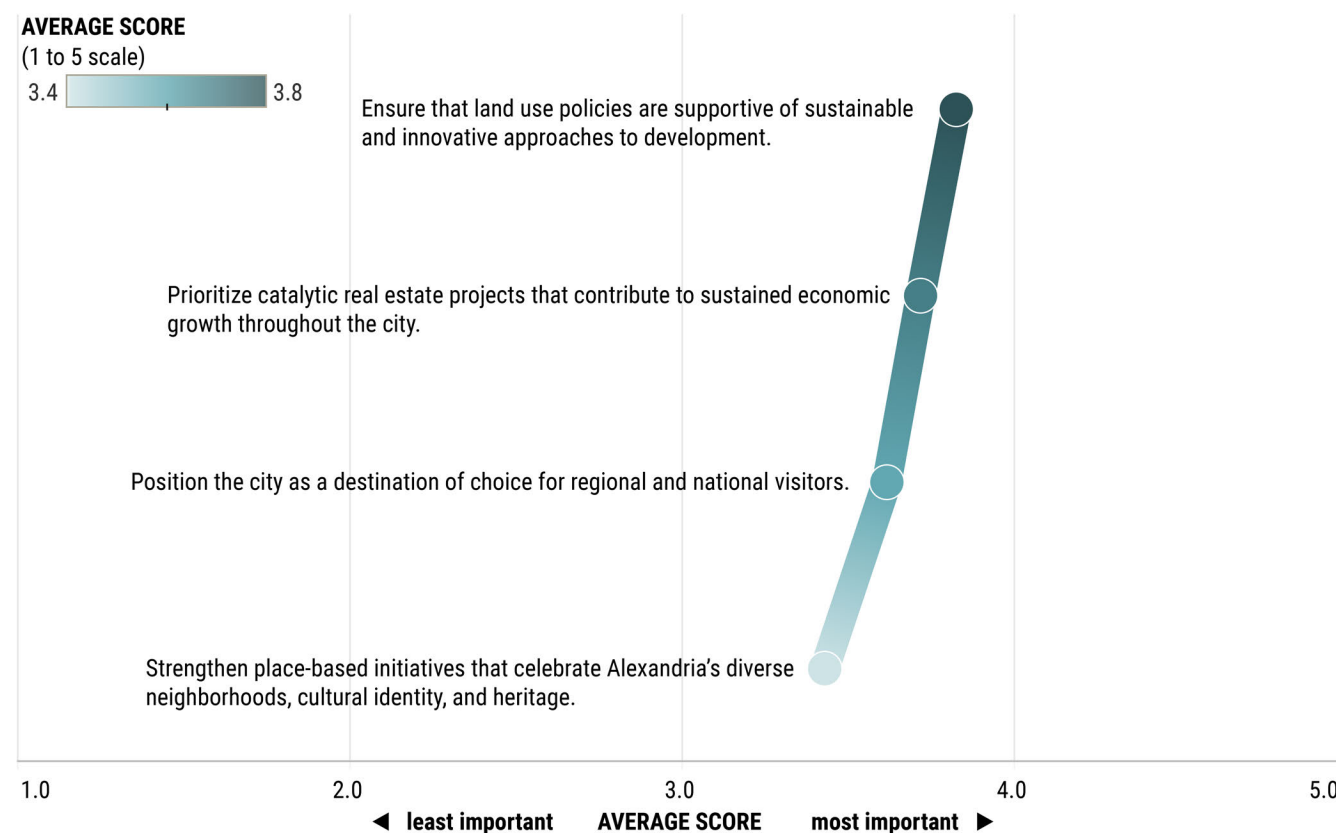 AVERAGE SCORE
(1 to 5 scale)
3.4 3.8
Ensure that land use policies are supportive of sustainable
and innovative approaches to development.
Prioritize catalytic real estate projects that contribute to sustained economic
growth throughout the city.
Position the city as a destination of choice for regional and national visitors.
Strengthen place-based initiatives that celebrate Alexandria’s diverse
neighborhoods, cultural identity, and heritage.
1.0 2.0 3.0 4.0 5.0
◄ least important AVERAGE SCORE most important ►